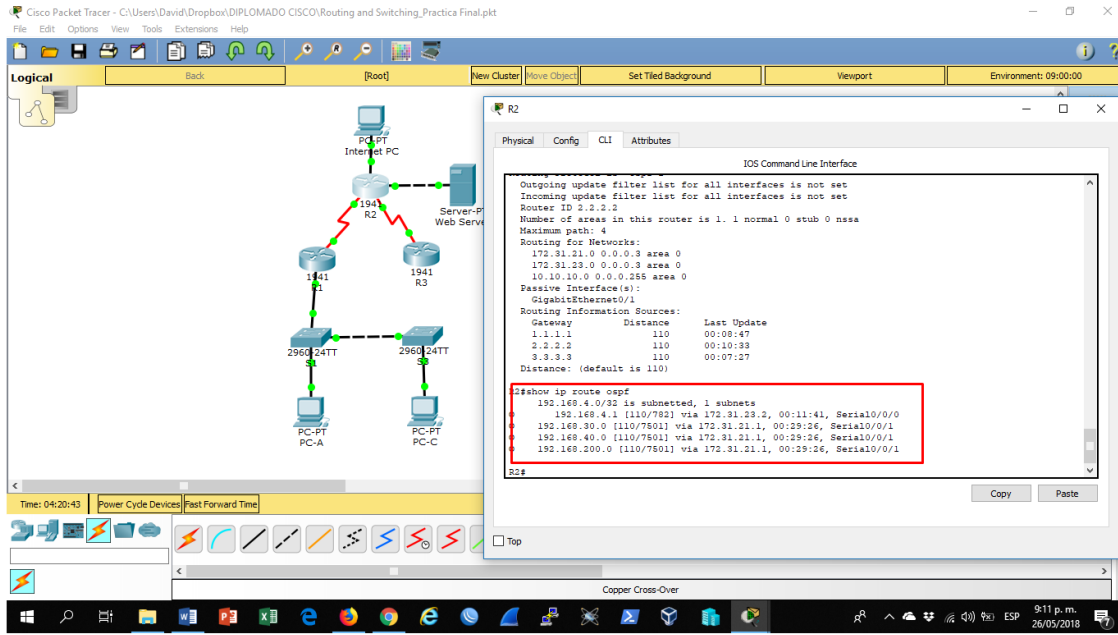 Cisco Packet Tracer - C:\Users\David\Dropbox\DIPLOMADO CISCO\Routing and Switching_Practica Final.pkt
File Edit Options View Tools Extensions Help
Logical Back [Root] New Cluster Move Object Set Tiled Background Viewport Environment: 09:00:00
PC-PT
Internet PC
1941
R2
Server-PT
Web Serve
1941
R1
1941
R3
2960-24TT
S1
2960-24TT
S3
PC-PT
PC-A
PC-PT
PC-C
R2
Physical Config CLI Attributes
IOS Command Line Interface
Outgoing update filter list for all interfaces is not set
Incoming update filter list for all interfaces is not set
Router ID 2.2.2.2
Number of areas in this router is 1. 1 normal 0 stub 0 nssa
Maximum path: 4
Routing for Networks:
172.31.21.0 0.0.0.3 area 0
172.31.23.0 0.0.0.3 area 0
10.10.10.0 0.0.0.255 area 0
Passive Interface(s):
GigabitEthernet0/1
Routing Information Sources:
Gateway Distance Last Update
1.1.1.1 110 00:08:47
2.2.2.2 110 00:10:33
3.3.3.3 110 00:07:27
Distance: (default is 110)
R2#show ip route ospf
192.168.4.0/32 is subnetted, 1 subnets
O 192.168.4.1 [110/782] via 172.31.23.2, 00:11:41, Serial0/0/0
O 192.168.30.0 [110/7501] via 172.31.21.1, 00:29:26, Serial0/0/1
O 192.168.40.0 [110/7501] via 172.31.21.1, 00:29:26, Serial0/0/1
O 192.168.200.0 [110/7501] via 172.31.21.1, 00:29:26, Serial0/0/1
R2#
Copy Paste
Top
Time: 04:20:43 Power Cycle Devices Fast Forward Time
Copper Cross-Over
ESP
9:11 p. m.
26/05/2018